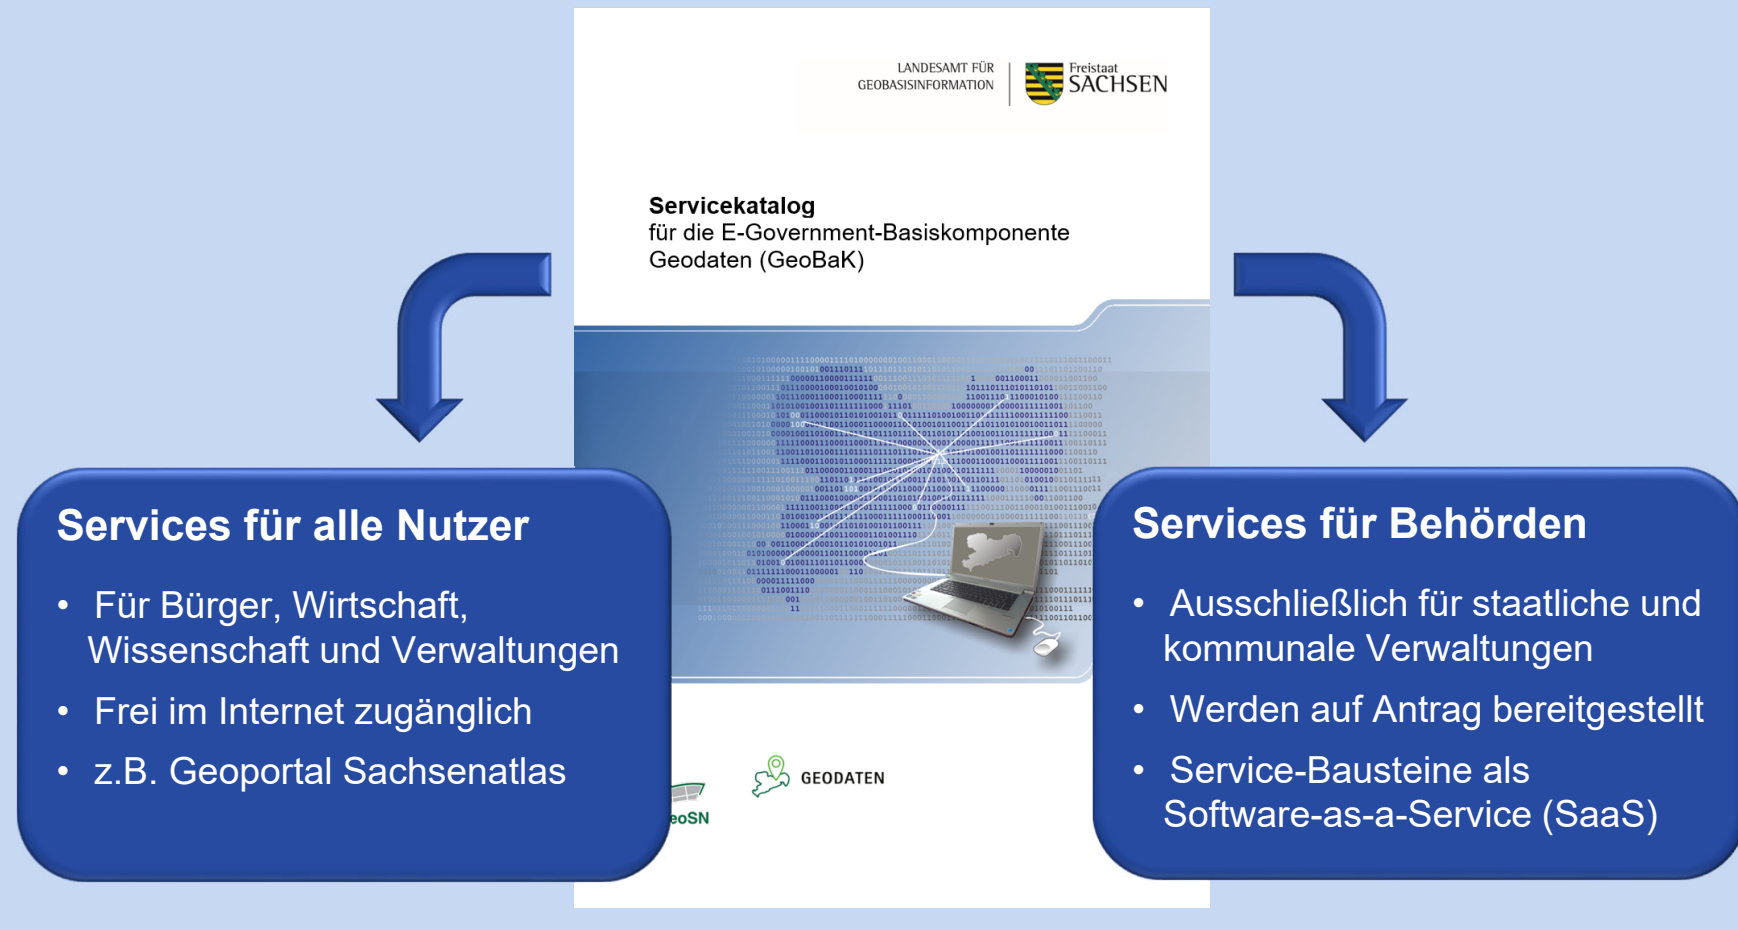 LANDESAMT FÜR
GEOBASISINFORMATION
Freistaat
SACHSEN
Servicekatalog
für die E-Government-Basiskomponente
Geodaten (GeoBaK)
Services für alle Nutzer
• Für Bürger, Wirtschaft,
Wissenschaft und Verwaltungen
• Frei im Internet zugänglich
• z.B. Geoportal Sachsenatlas
Services für Behörden
• Ausschließlich für staatliche und
kommunale Verwaltungen
• Werden auf Antrag bereitgestellt
• Service-Bausteine als
Software-as-a-Service (SaaS)
GEODATEN
eoSN